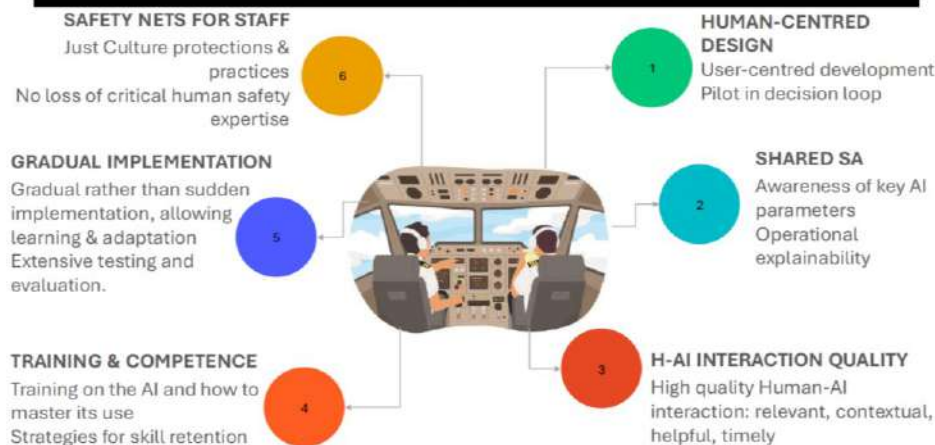 1
HUMAN-CENTRED
DESIGN
User-centred development
Pilot in decision loop
2
SHARED SA
Awareness of key AI
parameters
Operational
explainability
3
H-AI INTERACTION QUALITY
High quality Human-AI
interaction: relevant, contextual,
helpful, timely
4
TRAINING & COMPETENCE
Training on the AI and how to
master its use
Strategies for skill retention
5
GRADUAL IMPLEMENTATION
Gradual rather than sudden
implementation, allowing
learning & adaptation
Extensive testing and
evaluation.
6
SAFETY NETS FOR STAFF
Just Culture protections &
practices
No loss of critical human safety
expertise